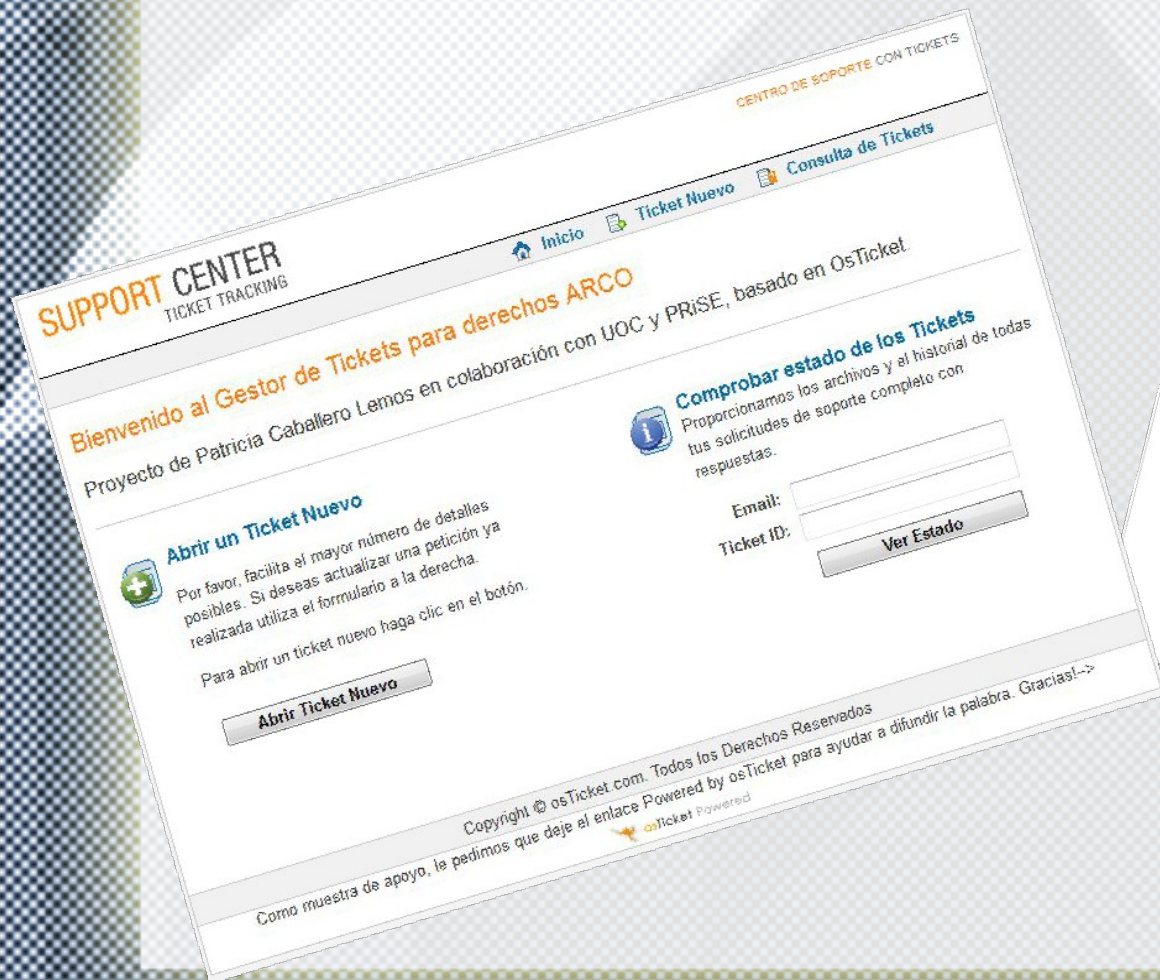 CENTRO DE SOPORTE CON TICKETS
SUPPORT CENTER
TICKET TRACKING
Inicio
Ticket Nuevo
Consulta de Tickets
Bienvenido al Gestor de Tickets para derechos ARCO
Proyecto de Patricia Caballero Lemos en colaboración con UOC y PRiSE, basado en OsTicket.
Abrir un Ticket Nuevo
Por favor, facilita el mayor número de detalles
posibles. Si deseas actualizar una petición ya
realizada utiliza el formulario a la derecha.
Para abrir un ticket nuevo haga clic en el botón.
Abrir Ticket Nuevo
Comprobar estado de los Tickets
Proporcionamos los archivos y el historial de todas
tus solicitudes de soporte completo con
respuestas.
Email:
Ticket ID:
Ver Estado
Copyright © osTicket.com. Todos los Derechos Reservados
Como muestra de apoyo, le pedimos que deje el enlace Powered by osTicket para ayudar a difundir la palabra. Gracias!-->
osTicket Powered